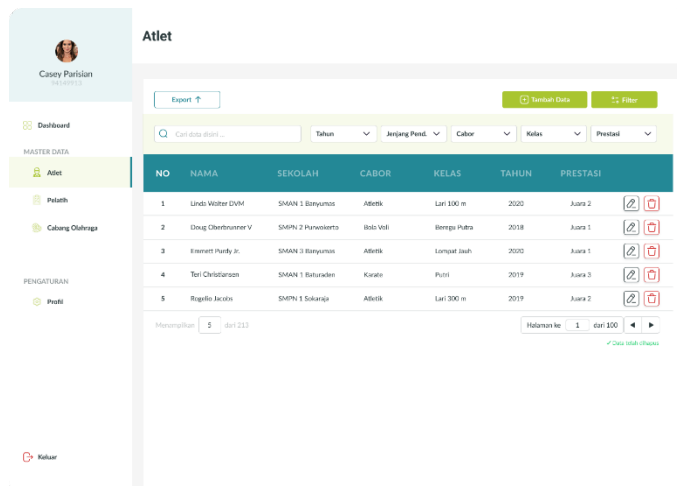 Casey Parisian
Dashboard
MASTER DATA
Atlet
Pelatih
Cabang Olahraga
PENGATURAN
Profil
Keluar
Atlet
Export ↑
Tambah Data
Filter
Cari data disini ...
Tahun Jenjang Pend. Cabor Kelas Prestasi
NO NAMA SEKOLAH CABOR KELAS TAHUN PRESTASI
1 Linda Walter DVM SMAN 1 Banyumas Atletik Lari 100 m 2020 Juara 2
2 Doug Oberbrunner V SMPN 2 Purwokerto Bola Voli Beregu Putra 2018 Juara 1
3 Emmett Purdy Jr. SMAN 3 Banyumas Atletik Lompat Jauh 2020 Juara 1
4 Teri Christiansen SMAN 1 Baturaden Karate Putri 2019 Juara 3
5 Rogelio Jacobs SMPN 1 Sokaraja Atletik Lari 300 m 2019 Juara 2
Menampilkan 5 dari 213
Halaman ke 1 dari 100
✓ Data telah dihapus